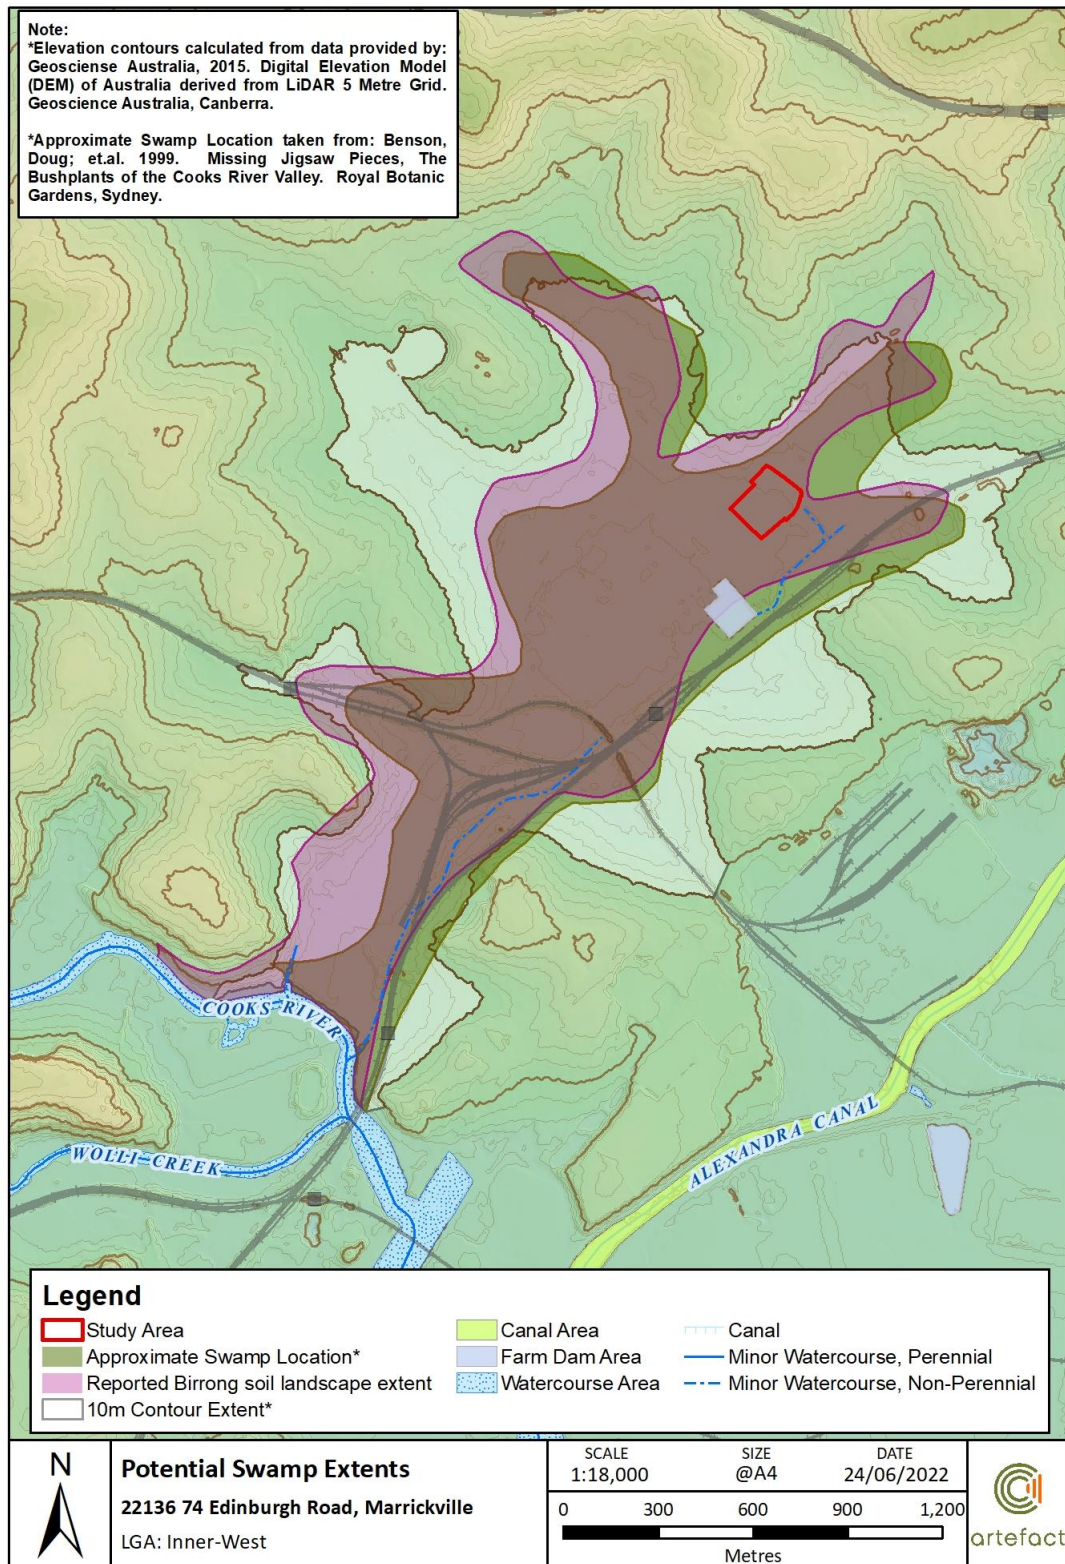 Note:
*Elevation contours calculated from data provided by:
Geosciense Australia, 2015. Digital Elevation Model
(DEM) of Australia derived from LiDAR 5 Metre Grid.
Geoscience Australia, Canberra.
*Approximate Swamp Location taken from: Benson,
Doug; et.al. 1999. Missing Jigsaw Pieces, The
Bushplants of the Cooks River Valley. Royal Botanic
Gardens, Sydney.
COOKS RIVER
WOLLI CREEK
ALEXANDRA CANAL
Legend
Study Area
Approximate Swamp Location*
Reported Birrong soil landscape extent
10m Contour Extent*
Canal Area
Farm Dam Area
Watercourse Area
Canal
Minor Watercourse, Perennial
Minor Watercourse, Non-Perennial
N
Potential Swamp Extents
22136 74 Edinburgh Road, Marrickville
LGA: Inner-West
SCALE
1:18,000
SIZE
@A4
DATE
24/06/2022
0 300 600 900 1,200
Metres
artefact